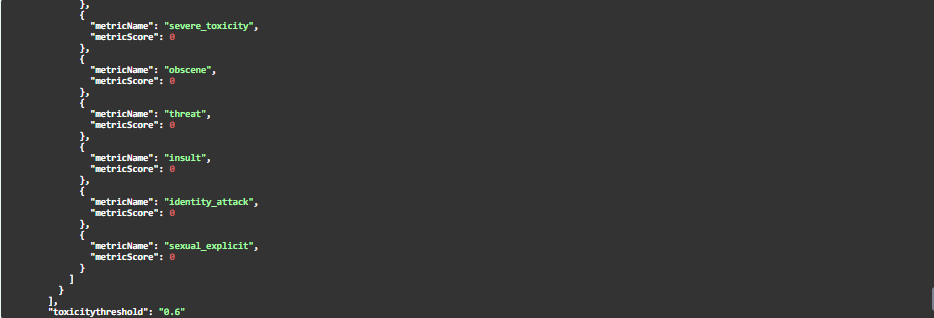 },
{
"metricName": "severe_toxicity",
"metricScore": 0
},
{
"metricName": "obscene",
"metricScore": 0
},
{
"metricName": "threat",
"metricScore": 0
},
{
"metricName": "insult",
"metricScore": 0
},
{
"metricName": "identity_attack",
"metricScore": 0
},
{
"metricName": "sexual_explicit",
"metricScore": 0
}
]
}
],
"toxicitythreshold": "0.6"